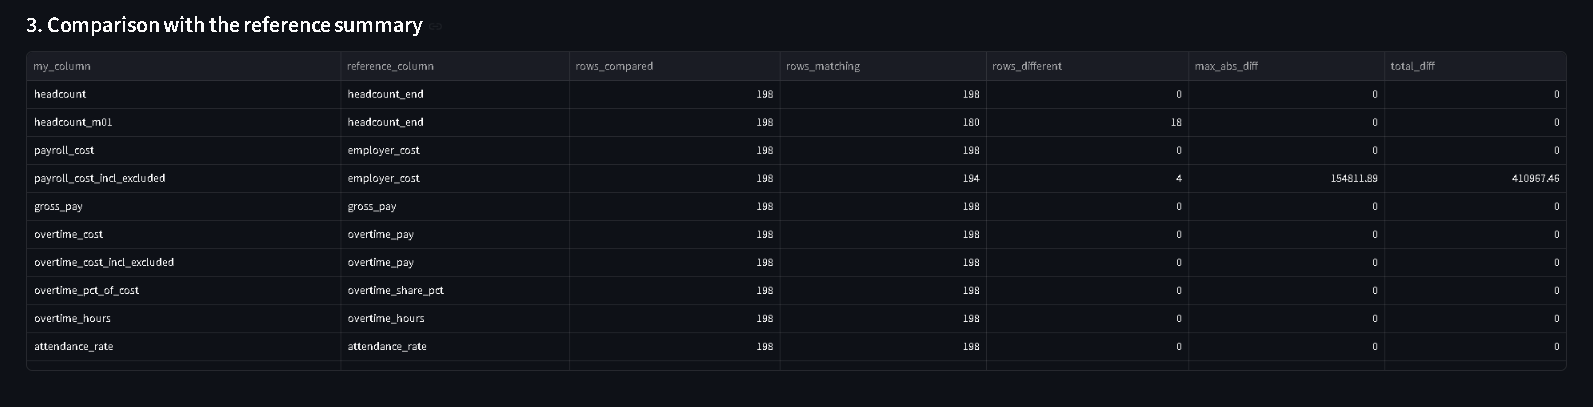 3. Comparison with the reference summary
my_column reference_column rows_compared rows_matching rows_different max_abs_diff total_diff
headcount headcount_end 198 198 0 0 0
headcount_m01 headcount_end 198 180 18 0 0
payroll_cost employer_cost 198 198 0 0 0
payroll_cost_incl_excluded employer_cost 198 194 4 154811.89 410967.46
gross_pay gross_pay 198 198 0 0 0
overtime_cost overtime_pay 198 198 0 0 0
overtime_cost_incl_excluded overtime_pay 198 198 0 0 0
overtime_pct_of_cost overtime_share_pct 198 198 0 0 0
overtime_hours overtime_hours 198 198 0 0 0
attendance_rate attendance_rate 198 198 0 0 0